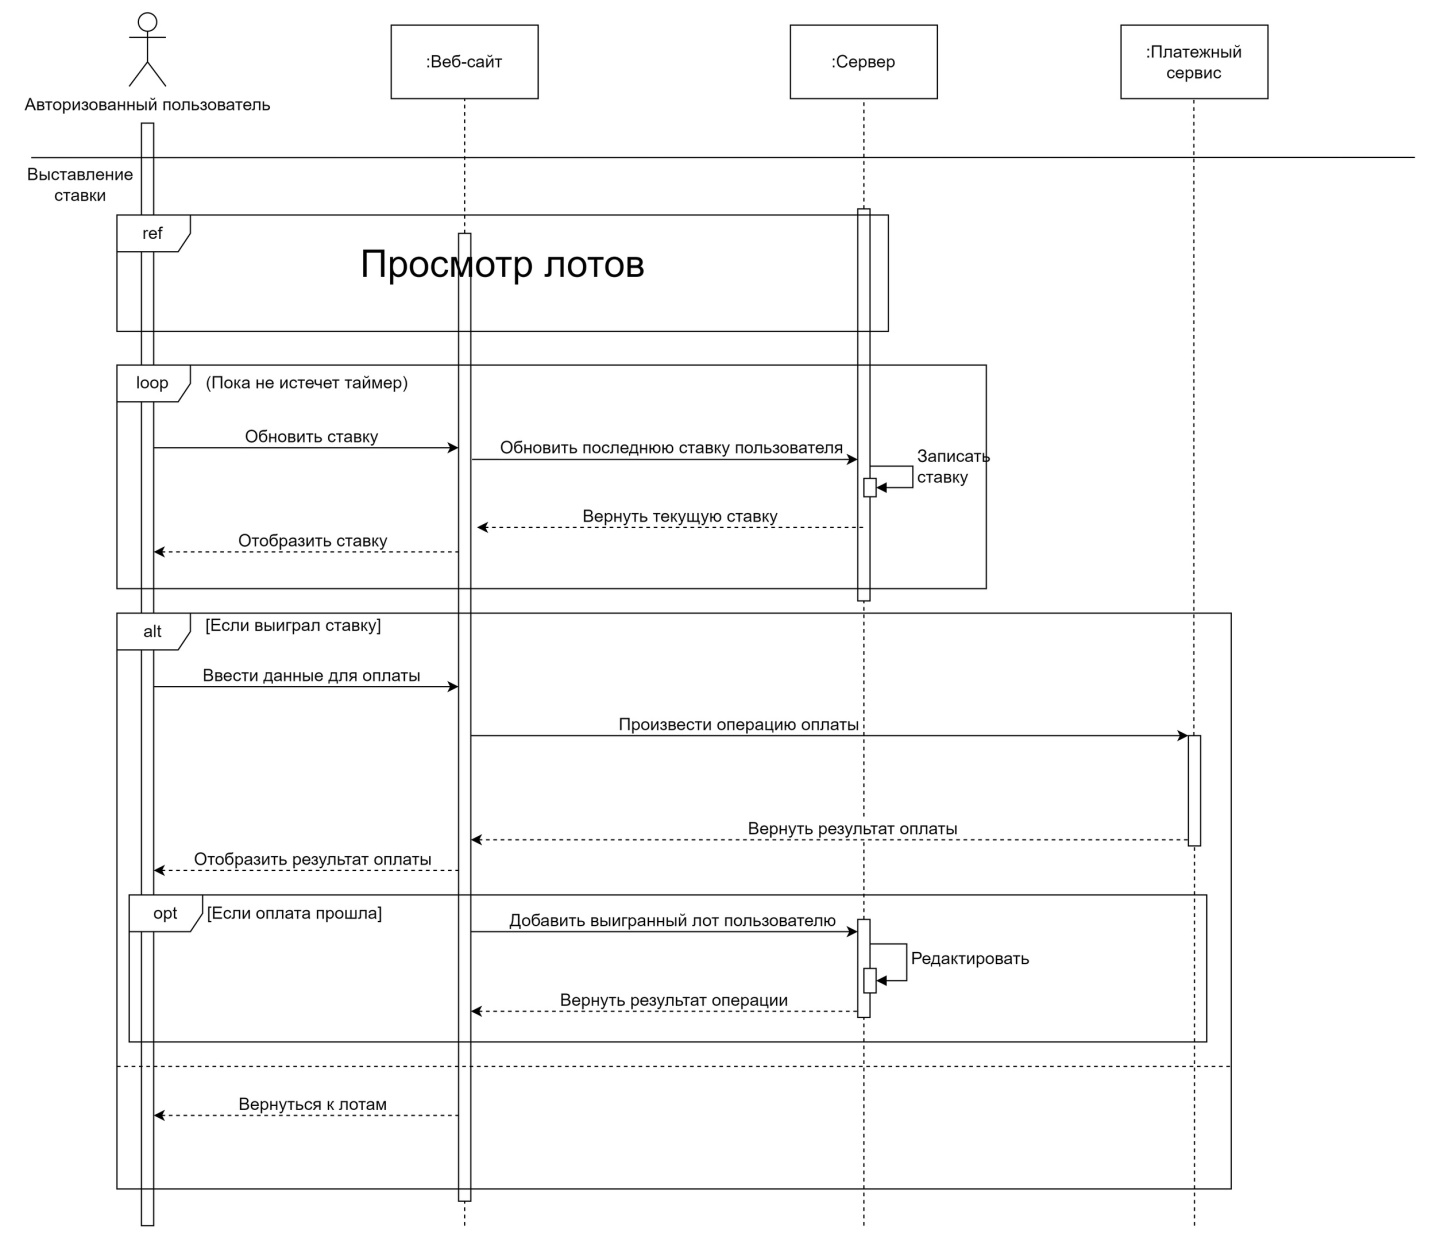 Авторизованный пользователь
:Веб-сайт
:Сервер
:Платежный
сервис
Выставление
ставки
ref
Просмотр лотов
loop
(Пока не истечет таймер)
Обновить ставку
Обновить последнюю ставку пользователя
Записать
ставку
Вернуть текущую ставку
Отобразить ставку
alt
[Если выиграл ставку]
Ввести данные для оплаты
Произвести операцию оплаты
Вернуть результат оплаты
Отобразить результат оплаты
opt
[Если оплата прошла]
Добавить выигранный лот пользователю
Редактировать
Вернуть результат операции
Вернуться к лотам